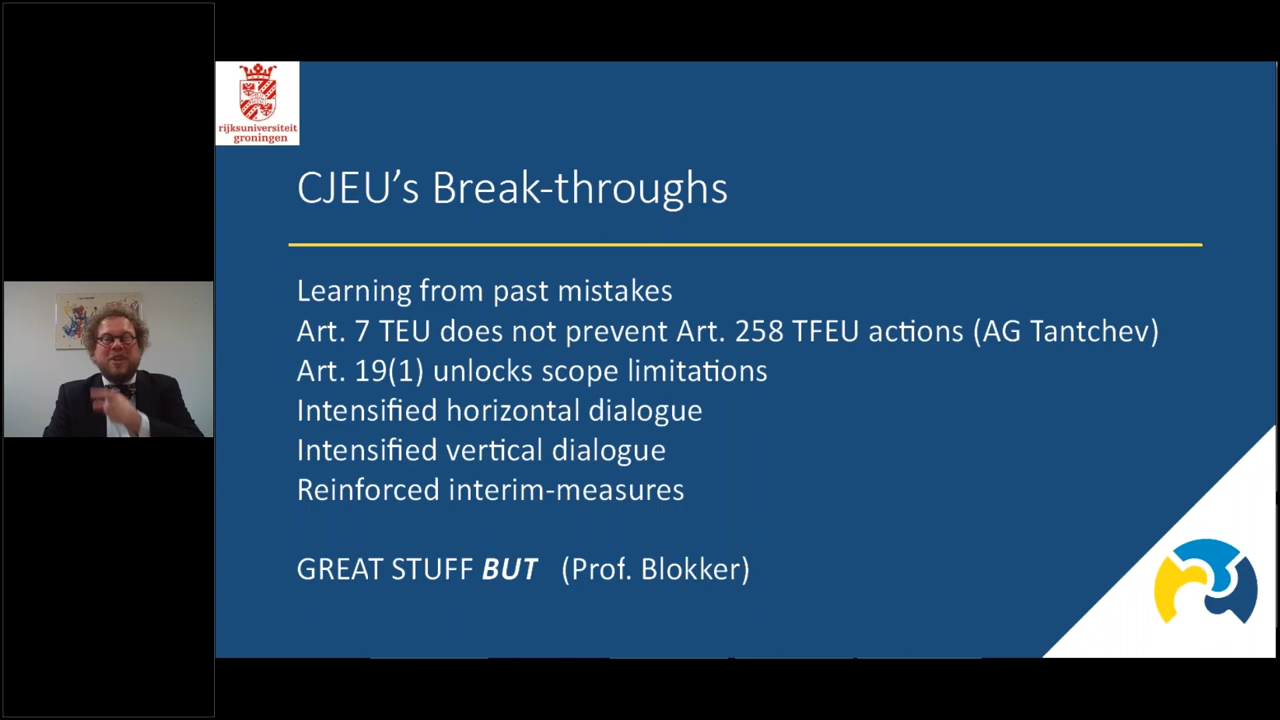 rijksuniversiteit
groningen
CJEU’s Break-throughs
Learning from past mistakes
Art. 7 TEU does not prevent Art. 258 TFEU actions (AG Tantchev)
Art. 19(1) unlocks scope limitations
Intensified horizontal dialogue
Intensified vertical dialogue
Reinforced interim-measures
GREAT STUFF BUT (Prof. Blokker)